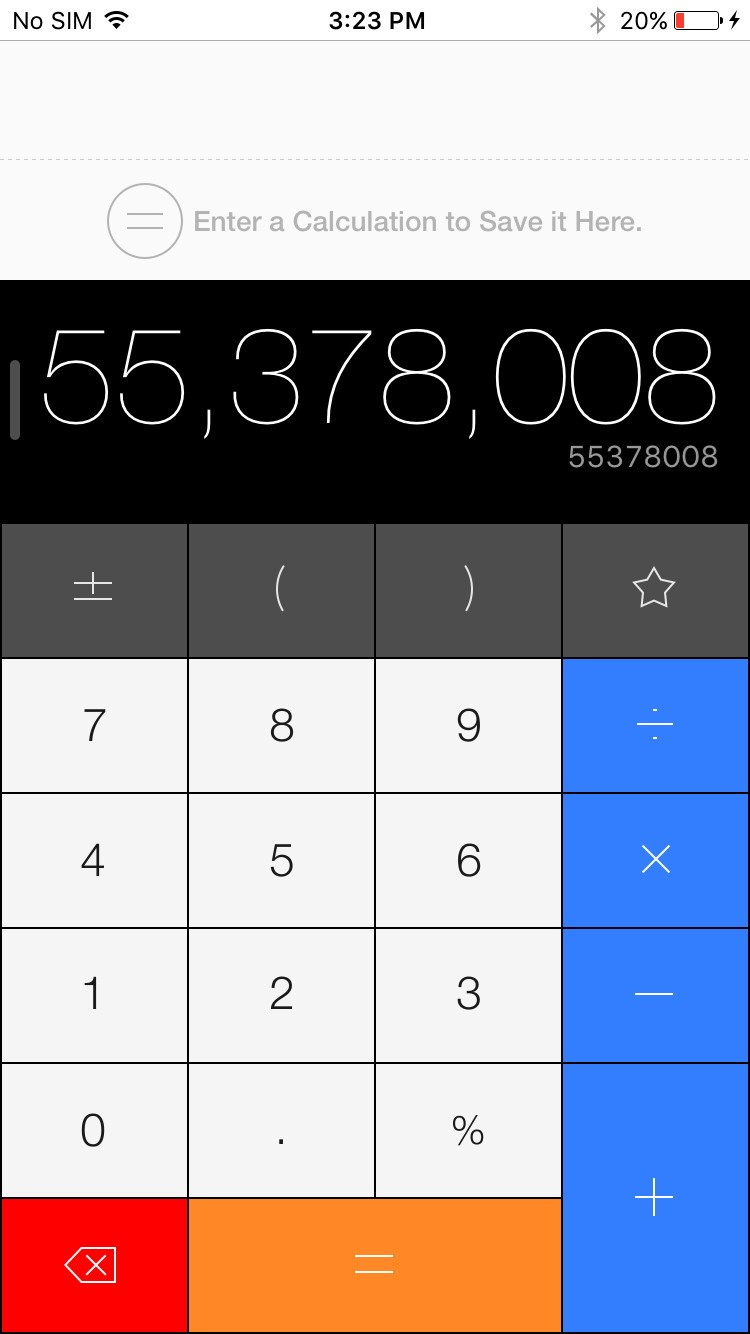 No SIM 3:23 PM 20%
Enter a Calculation to Save it Here.
55,378,008
55378008
± ( )
7 8 9 ÷
4 5 6 ×
1 2 3 −
0 . % +
=